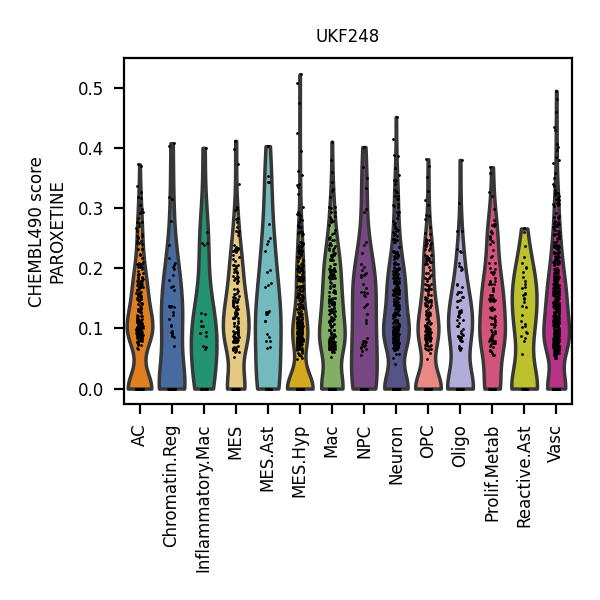 UKF248
CHEMBL490 score
PAROXETINE
0.5
0.4
0.3
0.2
0.1
0.0
AC
Chromatin.Reg
Inflammatory.Mac
MES
MES.Ast
MES.Hyp
Mac
NPC
Neuron
OPC
Oligo
Prolif.Metab
Reactive.Ast
Vasc